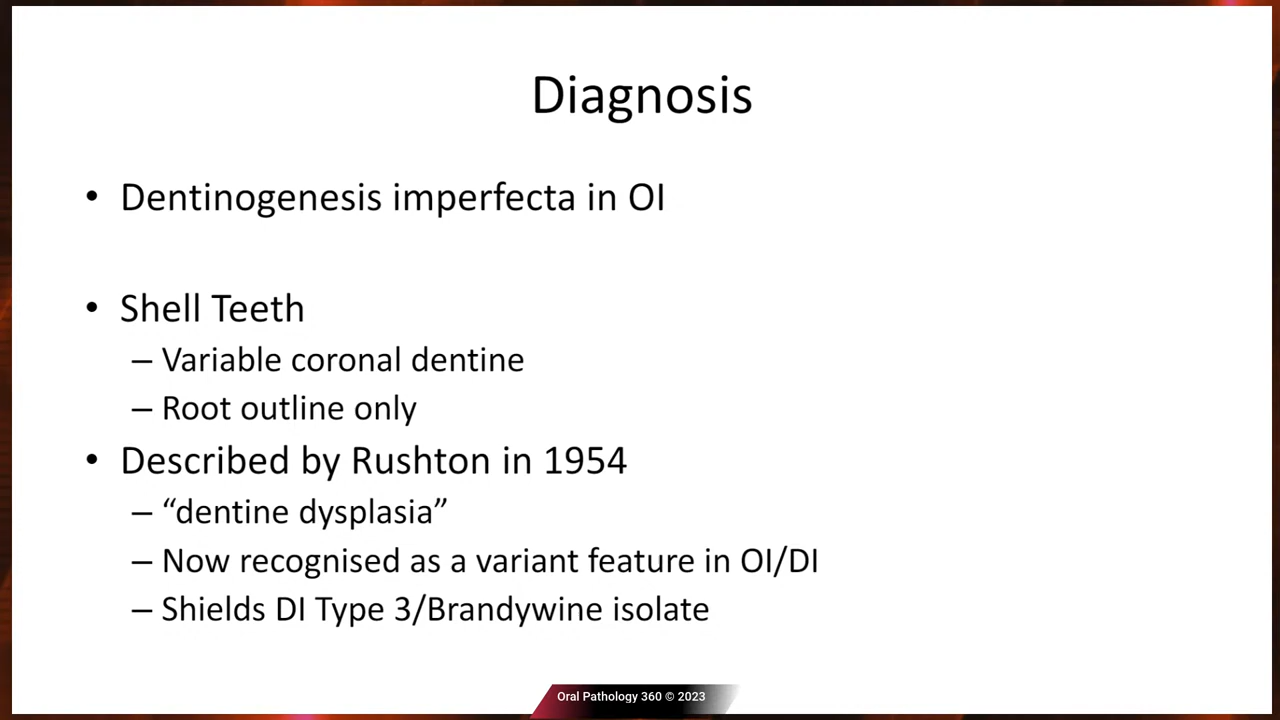 Diagnosis
• Dentinogenesis imperfecta in OI
• Shell Teeth
– Variable coronal dentine
– Root outline only
• Described by Rushton in 1954
– “dentine dysplasia”
– Now recognised as a variant feature in OI/DI
– Shields DI Type 3/Brandywine isolate
Oral Pathology 360 © 2023